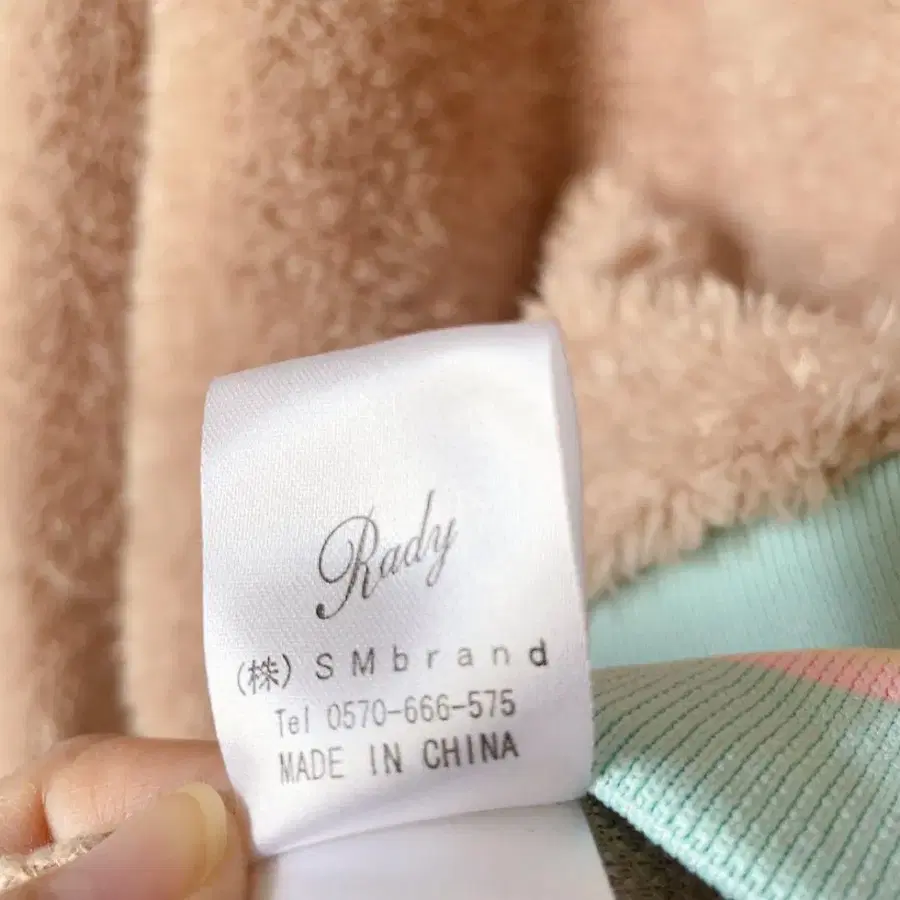 Rady
(株) SMbrand
Tel 0570-666-575
MADE IN CHINA